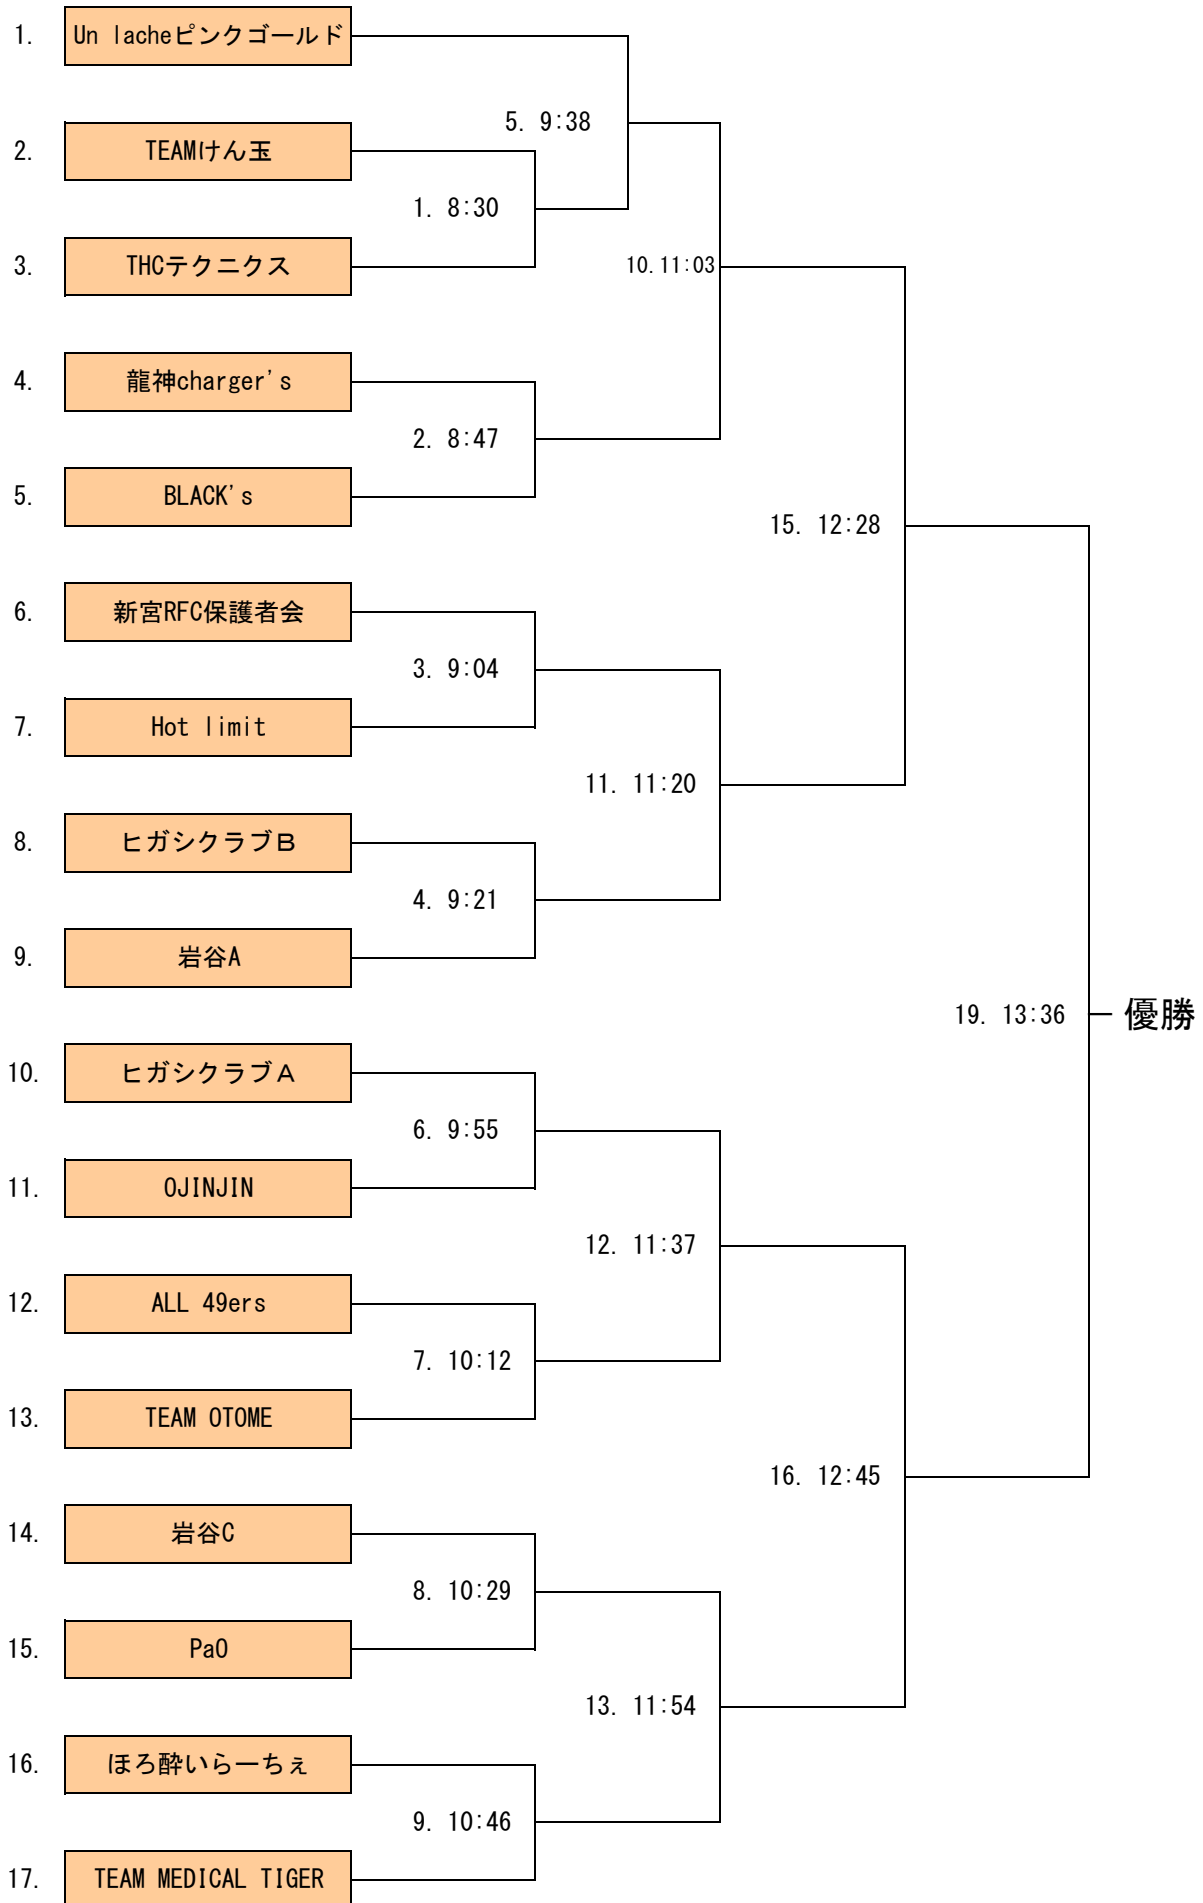 1. Un lacheピンクゴールド
5. 9:38
2. TEAMけん玉
1. 8:30
3. THCテクニクス
10.11:03
4. 龍神charger's
2. 8:47
5. BLACK's
15. 12:28
6. 新宮RFC保護者会
3. 9:04
7. Hot limit
11. 11:20
8. ヒガシクラブB
4. 9:21
9. 岩谷A
19. 13:36 優勝
10. ヒガシクラブA
6. 9:55
11. OJINJIN
12. 11:37
12. ALL 49ers
7. 10:12
13. TEAM OTOME
16. 12:45
14. 岩谷C
8. 10:29
15. PaO
13. 11:54
16. ほろ酔いらーちぇ
9. 10:46
17. TEAM MEDICAL TIGER